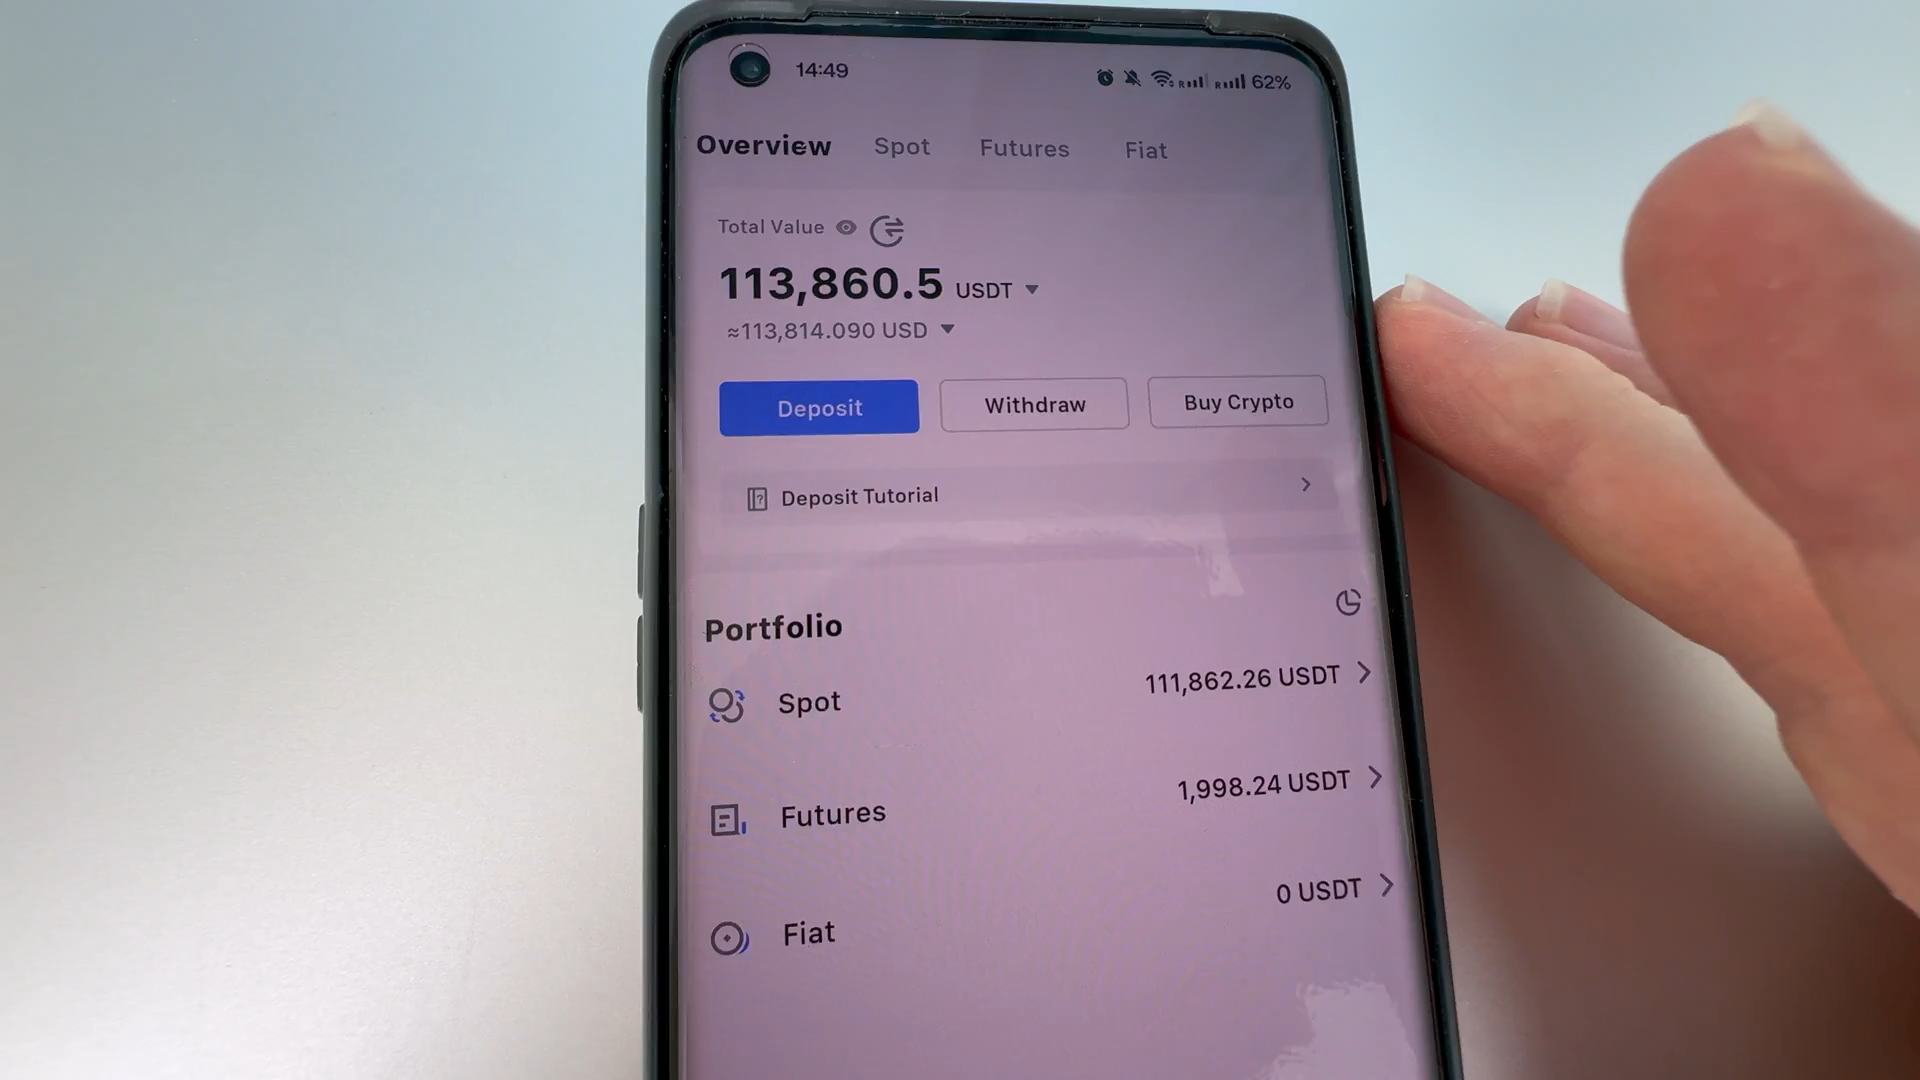 14:49 R R 62%
Overview Spot Futures Fiat
Total Value
113,860.5 USDT
≈113,814.090 USD
Deposit Withdraw Buy Crypto
Deposit Tutorial
Portfolio
Spot 111,862.26 USDT
Futures 1,998.24 USDT
Fiat 0 USDT